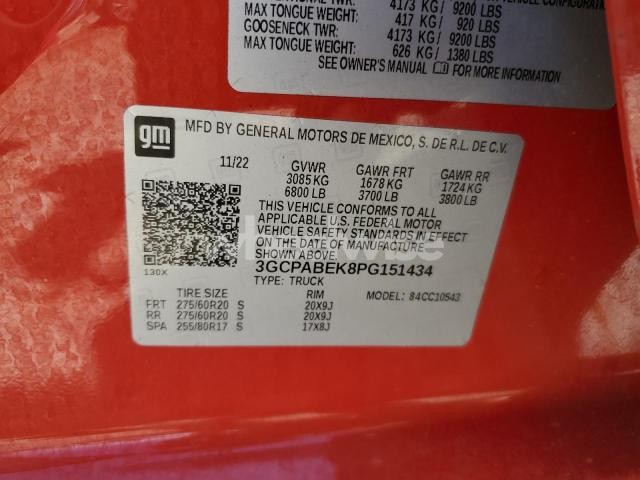 4173 KG / 9200 LBS
MAX TONGUE WEIGHT: 417 KG / 920 LBS
GOOSENECK TWR: 4173 KG / 9200 LBS
MAX TONGUE WEIGHT: 626 KG / 1380 LBS
SEE OWNER'S MANUAL FOR MORE INFORMATION
gm
MFD BY GENERAL MOTORS DE MEXICO, S. DE R.L. DE C.V.
11/22 GVWR GAWR FRT GAWR RR
3085 KG 1678 KG 1724 KG
6800 LB 3700 LB 3800 LB
THIS VEHICLE CONFORMS TO ALL
APPLICABLE U.S. FEDERAL MOTOR
VEHICLE SAFETY STANDARDS IN EFFECT
ON THE DATE OF MANUFACTURE
SHOWN ABOVE.
130X 3GCPABEK8PG151434
TYPE: TRUCK MODEL: 84CC10543
TIRE SIZE RIM
FRT 275/60R20 S 20X9J
RR 275/60R20 S 20X9J
SPA 255/80R17 S 17X8J